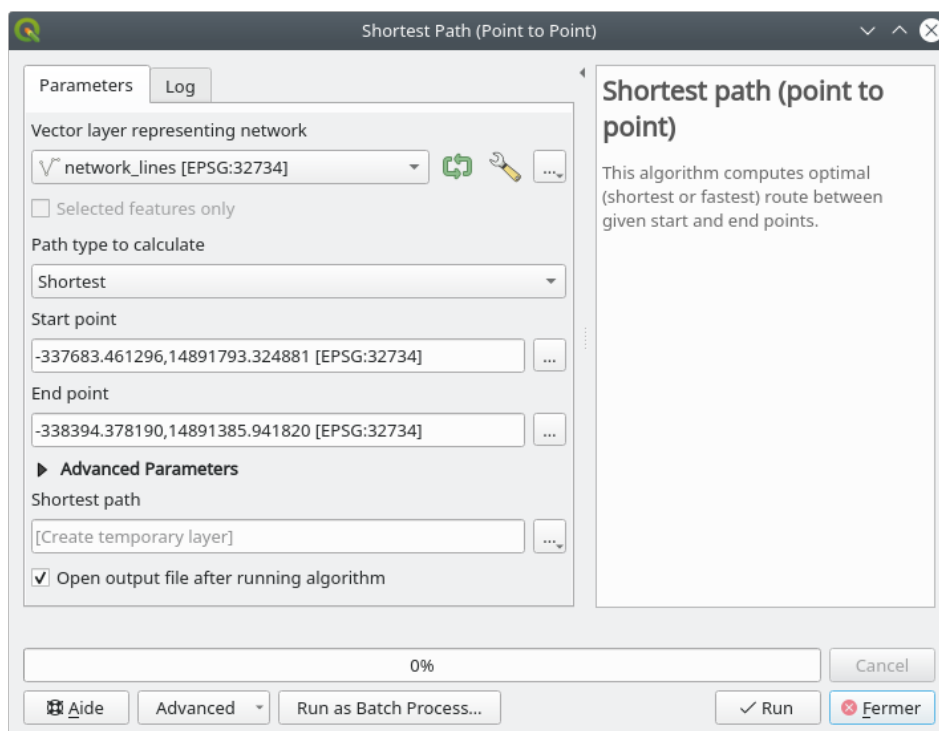 Shortest Path (Point to Point)
Parameters
Log
Vector layer representing network
network_lines [EPSG:32734]
...
Selected features only
Path type to calculate
Shortest
Start point
-337683.461296,14891793.324881 [EPSG:32734]
...
End point
-338394.378190,14891385.941820 [EPSG:32734]
...
Advanced Parameters
Shortest path
[Create temporary layer]
...
Open output file after running algorithm
Shortest path (point to
point)
This algorithm computes optimal
(shortest or fastest) route between
given start and end points.
0%
Cancel
Aide
Advanced
Run as Batch Process...
Run
Fermer